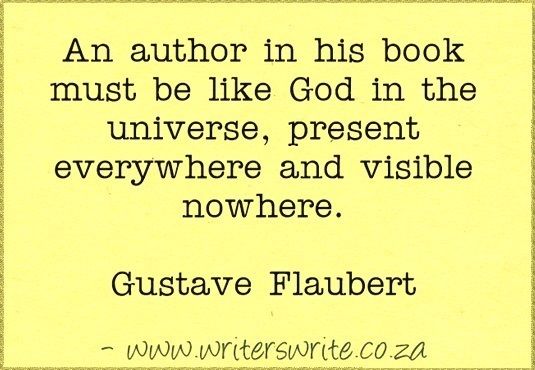 An author in his book
must be like God in the
universe, present
everywhere and visible
nowhere.
Gustave Flaubert
- www.writerswrite.co.za